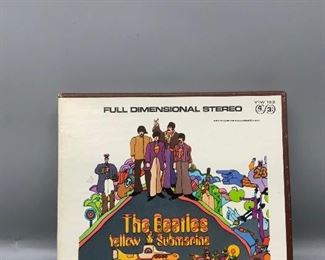 FULL DIMENSIONAL STEREO
The Beatles
Yellow Submarine